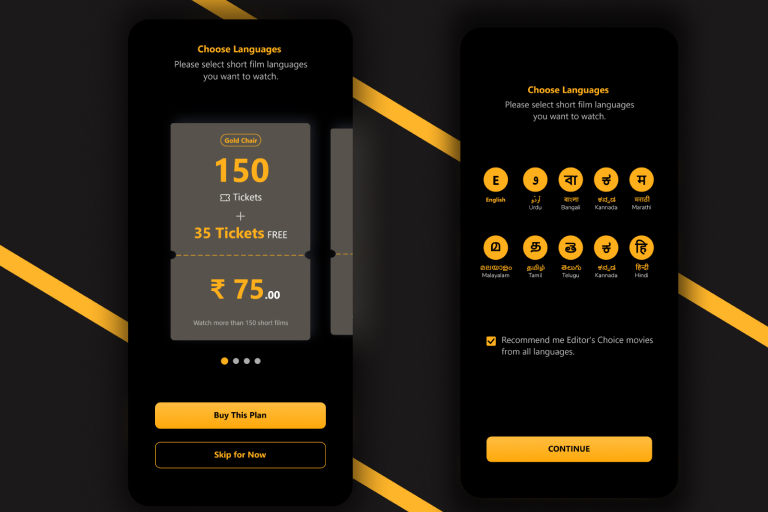 Choose Languages
Please select short film languages
you want to watch.
Gold Chair
150
Tickets
+
35 Tickets FREE
₹ 75.00
Watch more than 150 short films
Buy This Plan
Skip for Now
Choose Languages
Please select short film languages
you want to watch.
E و বা ಕ म
English اُردُو বাংলা ಕನ್ನಡ मराठी
Urdu Bangali Kannada Marathi
മ த తె ಕ हि
മലയാളം தமிழ் తెలుగు ಕನ್ನಡ हिन्दी
Malayalam Tamil Telugu Kannada Hindi
Recommend me Editor's Choice movies
from all languages.
CONTINUE